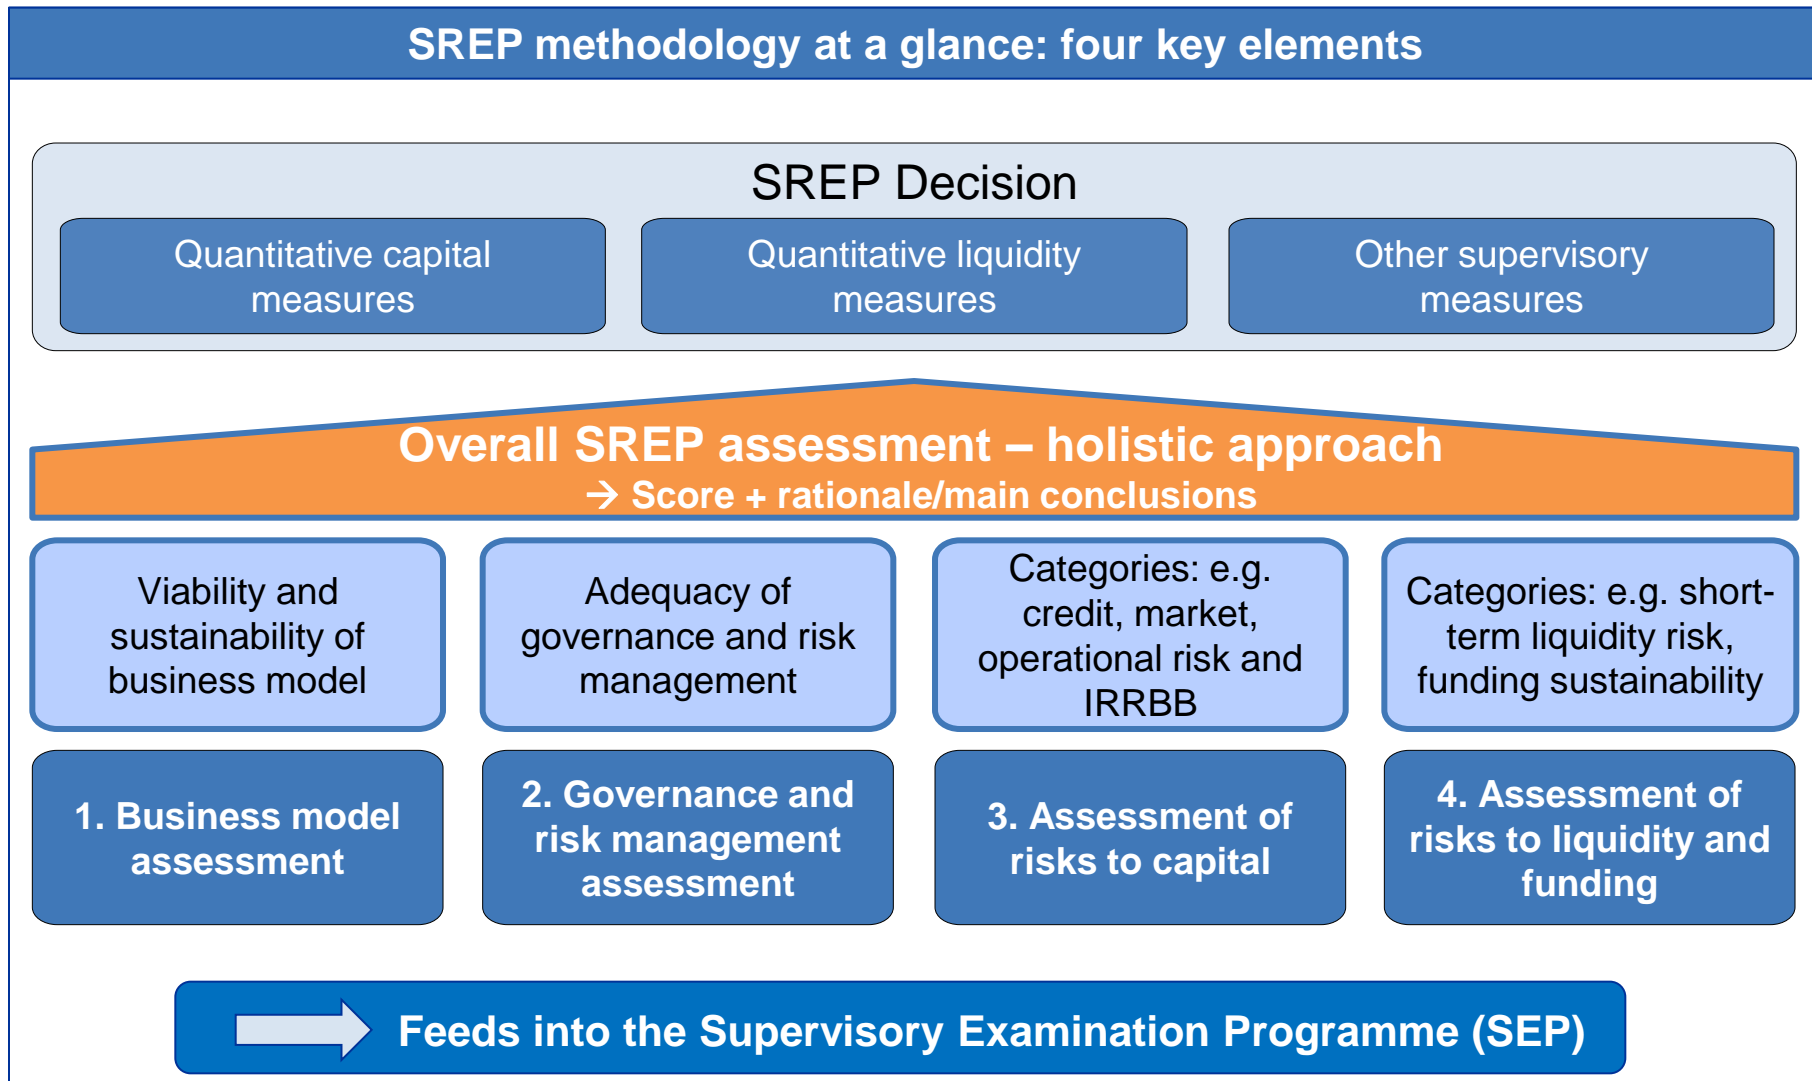 SREP methodology at a glance: four key elements
SREP Decision
Quantitative capital
measures
Quantitative liquidity
measures
Other supervisory
measures
Overall SREP assessment – holistic approach
→ Score + rationale/main conclusions
Viability and
sustainability of
business model
Adequacy of
governance and risk
management
Categories: e.g.
credit, market,
operational risk and
IRRBB
Categories: e.g. short-
term liquidity risk,
funding sustainability
1. Business model
assessment
2. Governance and
risk management
assessment
3. Assessment of
risks to capital
4. Assessment of
risks to liquidity and
funding
Feeds into the Supervisory Examination Programme (SEP)